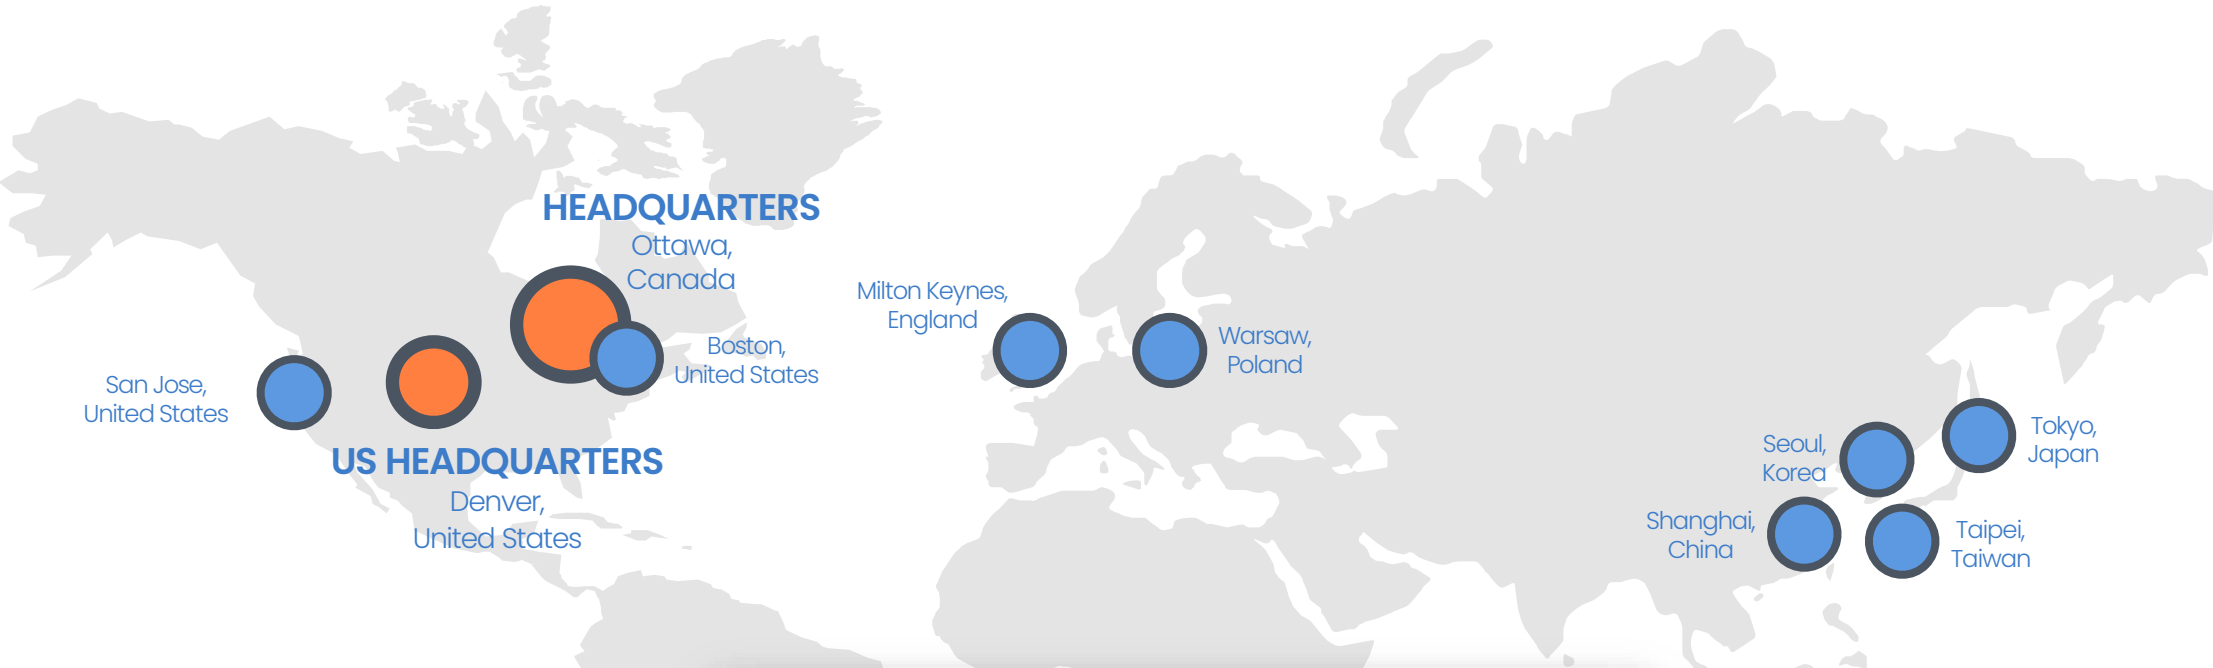 HEADQUARTERS
Ottawa,
Canada
Boston,
United States
San Jose,
United States
US HEADQUARTERS
Denver,
United States
Milton Keynes,
England
Warsaw,
Poland
Tokyo,
Japan
Seoul,
Korea
Shanghai,
China
Taipei,
Taiwan